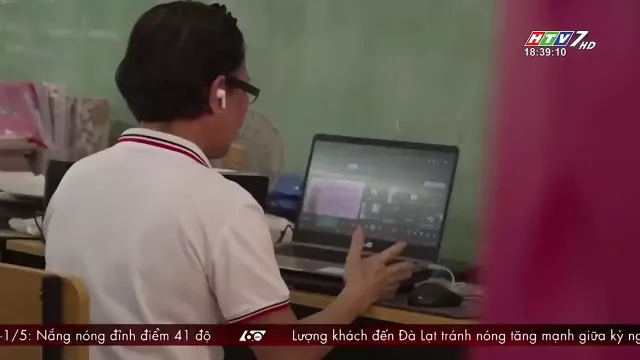 HTV7 HD
18:39:10
-1/5: Nắng nóng đỉnh điểm 41 độ 60 Lượng khách đến Đà Lạt tránh nóng tăng mạnh giữa kỳ ng